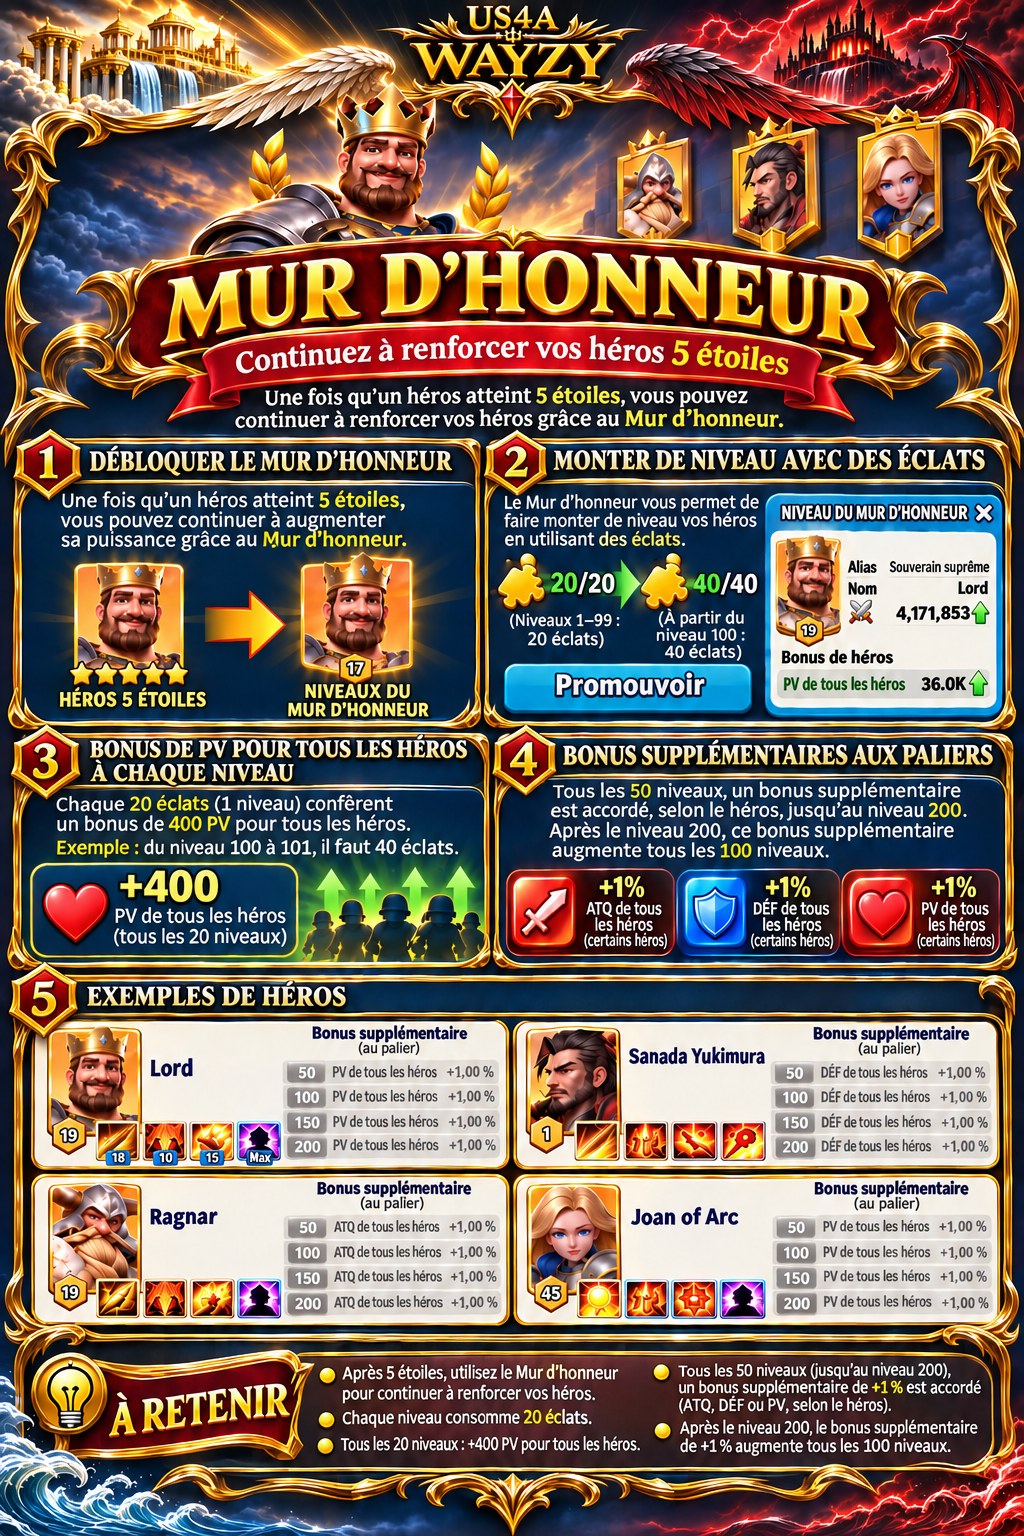 US4A
WAYZY
MUR D'HONNEUR
Continuez à renforcer vos héros 5 étoiles
Une fois qu'un héros atteint 5 étoiles, vous pouvez
continuer à renforcer vos héros grâce au Mur d'honneur.
1 DÉBLOQUER LE MUR D'HONNEUR
Une fois qu'un héros atteint 5 étoiles,
vous pouvez continuer à augmenter
sa puissance grâce au Mur d'honneur.
17
HÉROS 5 ÉTOILES
NIVEAUX DU
MUR D'HONNEUR
2 MONTER DE NIVEAU AVEC DES ÉCLATS
Le Mur d'honneur vous permet de
faire monter de niveau vos héros
en utilisant des éclats.
20/20
40/40
(Niveaux 1–99 :
20 éclats)
(À partir du
niveau 100 :
40 éclats)
Promouvoir
NIVEAU DU MUR D'HONNEUR
19
Alias Souverain suprême
Nom Lord
4,171,853
Bonus de héros
PV de tous les héros 36.0K
3 BONUS DE PV POUR TOUS LES HÉROS
À CHAQUE NIVEAU
Chaque 20 éclats (1 niveau) confèrent
un bonus de 400 PV pour tous les héros.
Exemple : du niveau 100 à 101, il faut 40 éclats.
+400
PV de tous les héros
(tous les 20 niveaux)
4 BONUS SUPPLÉMENTAIRES AUX PALIERS
Tous les 50 niveaux, un bonus supplémentaire
est accordé, selon le héros, jusqu'au niveau 200.
Après le niveau 200, ce bonus supplémentaire
augmente tous les 100 niveaux.
+1%
ATQ de tous
les héros
(certains héros)
+1%
DÉF de tous
les héros
(certains héros)
+1%
PV de tous
les héros
(certains héros)
5 EXEMPLES DE HÉROS
Lord
19
18
10
15
Max
Bonus supplémentaire
(au palier)
50 PV de tous les héros +1,00 %
100 PV de tous les héros +1,00 %
150 PV de tous les héros +1,00 %
200 PV de tous les héros +1,00 %
Sanada Yukimura
1
Bonus supplémentaire
(au palier)
50 DÉF de tous les héros +1,00 %
100 DÉF de tous les héros +1,00 %
150 DÉF de tous les héros +1,00 %
200 DÉF de tous les héros +1,00 %
Ragnar
19
Bonus supplémentaire
(au palier)
50 ATQ de tous les héros +1,00 %
100 ATQ de tous les héros +1,00 %
150 ATQ de tous les héros +1,00 %
200 ATQ de tous les héros +1,00 %
Joan of Arc
45
Bonus supplémentaire
(au palier)
50 PV de tous les héros +1,00 %
100 PV de tous les héros +1,00 %
150 PV de tous les héros +1,00 %
200 PV de tous les héros +1,00 %
À RETENIR
Après 5 étoiles, utilisez le Mur d'honneur
pour continuer à renforcer vos héros.
Chaque niveau consomme 20 éclats.
Tous les 20 niveaux : +400 PV pour tous les héros.
Tous les 50 niveaux (jusqu'au niveau 200),
un bonus supplémentaire de +1 % est accordé
(ATQ, DÉF ou PV, selon le héros).
Après le niveau 200, le bonus supplémentaire
de +1 % augmente tous les 100 niveaux.